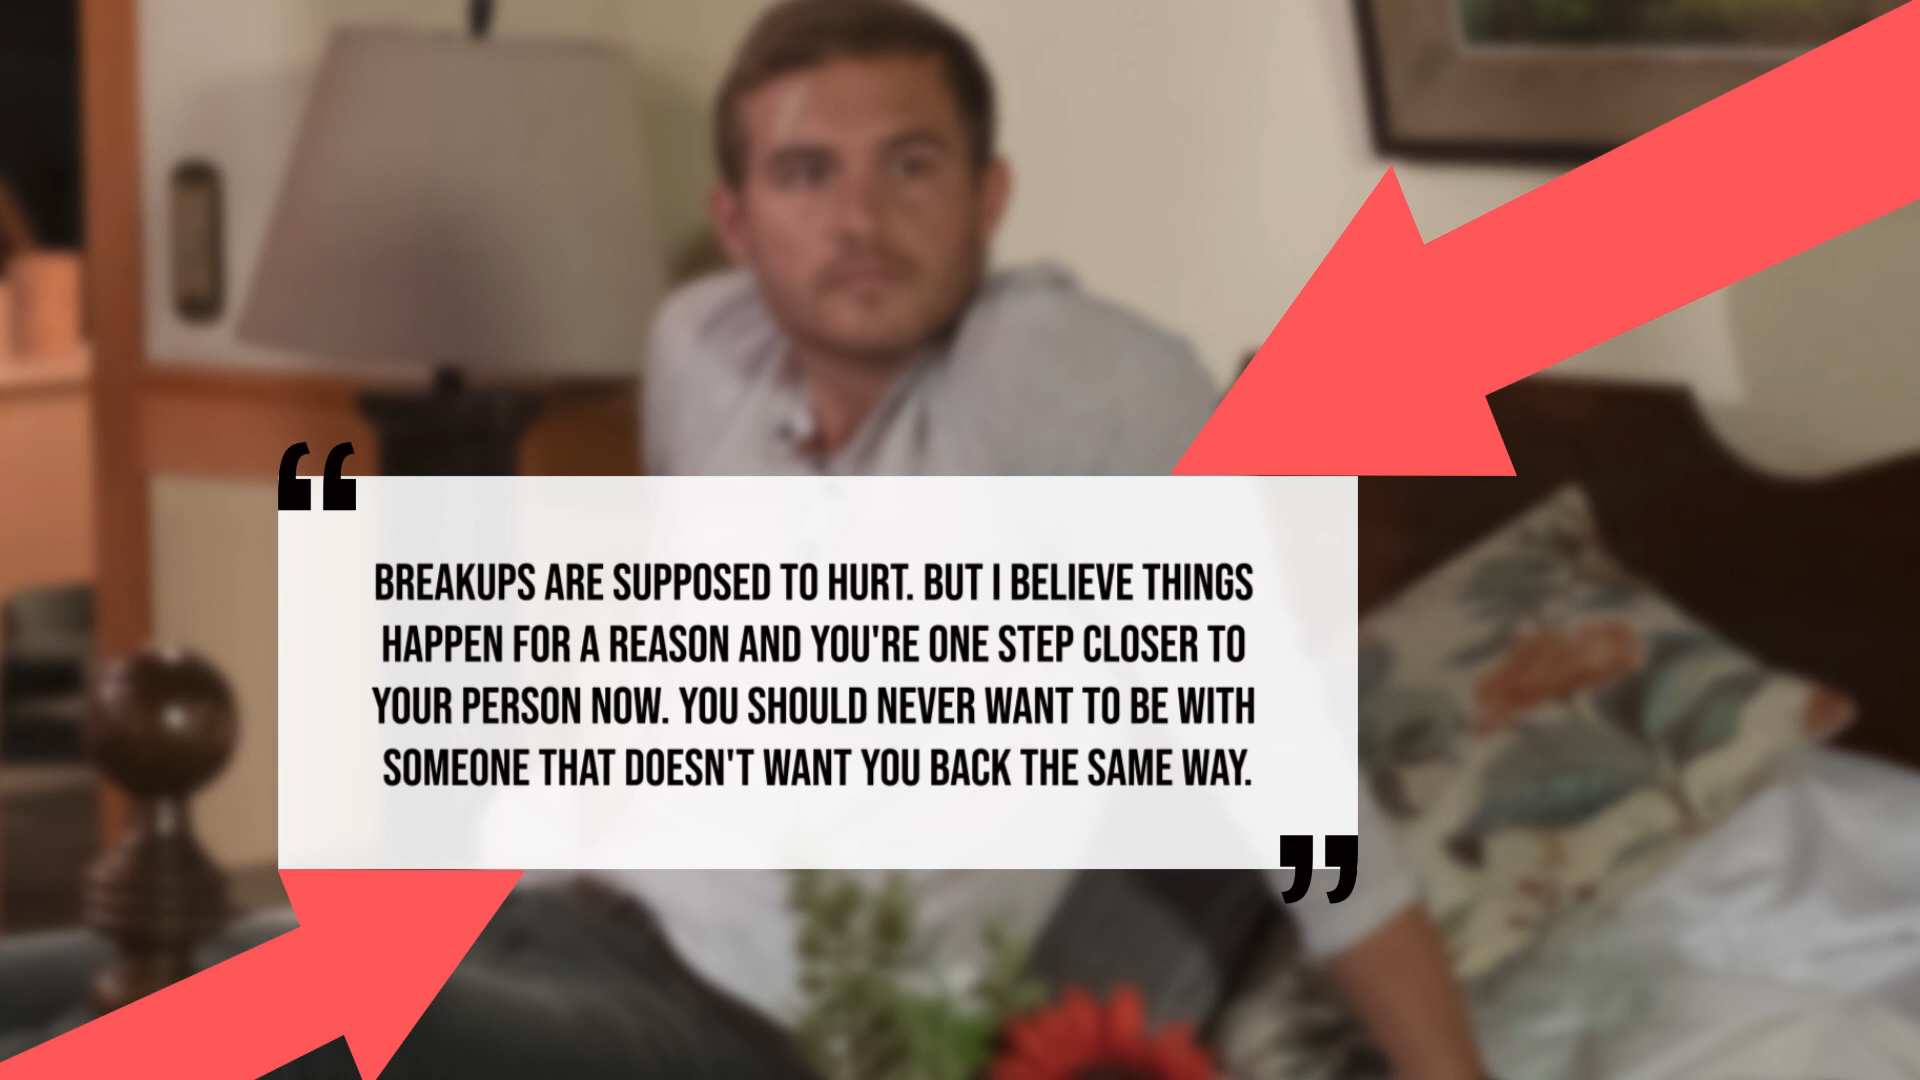 “
BREAKUPS ARE SUPPOSED TO HURT. BUT I BELIEVE THINGS
HAPPEN FOR A REASON AND YOU'RE ONE STEP CLOSER TO
YOUR PERSON NOW. YOU SHOULD NEVER WANT TO BE WITH
SOMEONE THAT DOESN'T WANT YOU BACK THE SAME WAY.
”